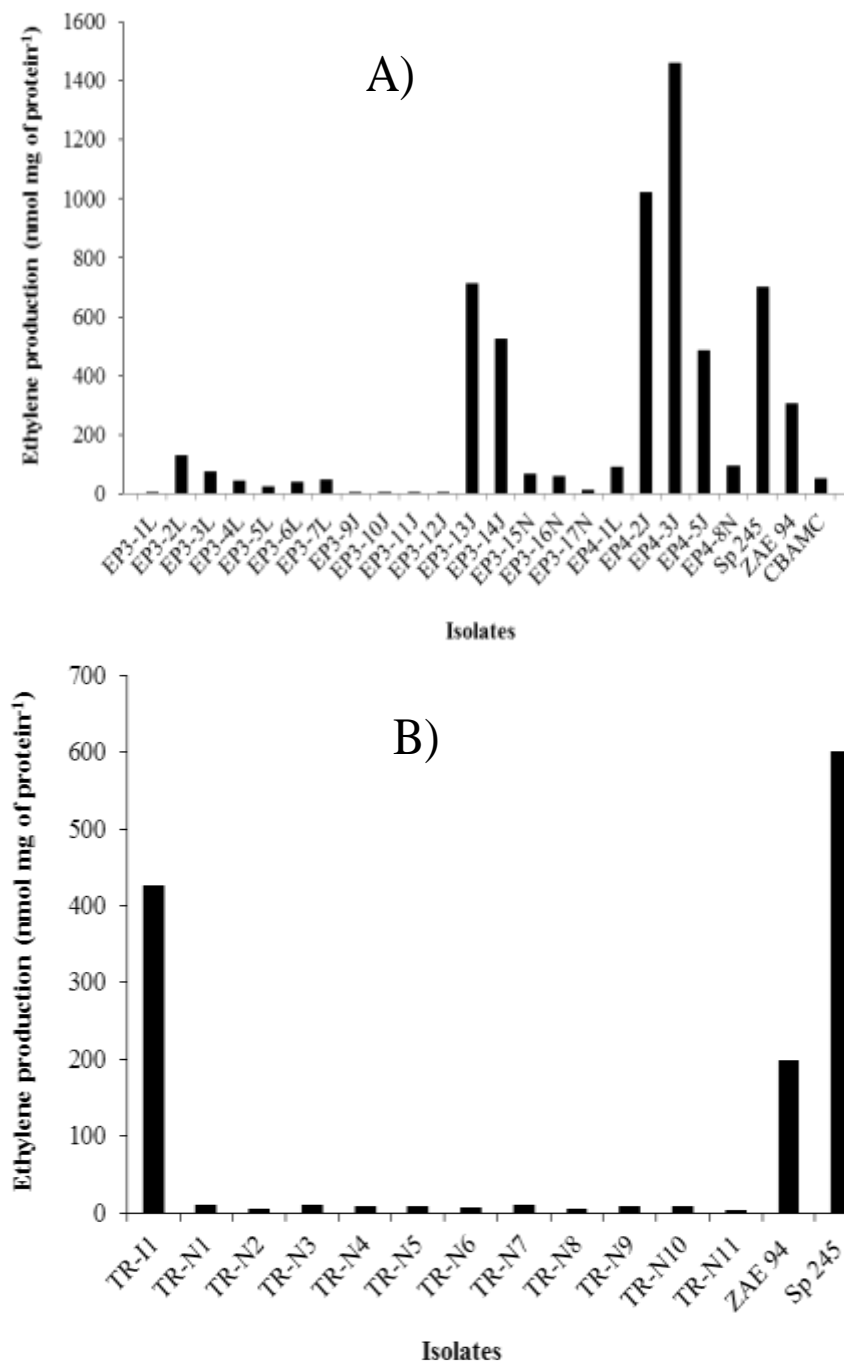 A)
Ethylene production (nmol mg of protein⁻¹)
1600
1400
1200
1000
800
600
400
200
0
EP3-1L
EP3-2L
EP3-3L
EP3-4L
EP3-5L
EP3-6L
EP3-7L
EP3-9J
EP3-10J
EP3-11J
EP3-12J
EP3-13J
EP3-14J
EP3-15N
EP3-16N
EP3-17N
EP4-1L
EP4-2J
EP4-3J
EP4-5J
EP4-8N
Sp 245
ZAE 94
CBAMC
Isolates
B)
Ethylene production (nmol mg of protein⁻¹)
700
600
500
400
300
200
100
0
TR-I1
TR-N1
TR-N2
TR-N3
TR-N4
TR-N5
TR-N6
TR-N7
TR-N8
TR-N9
TR-N10
TR-N11
ZAE 94
Sp 245
Isolates